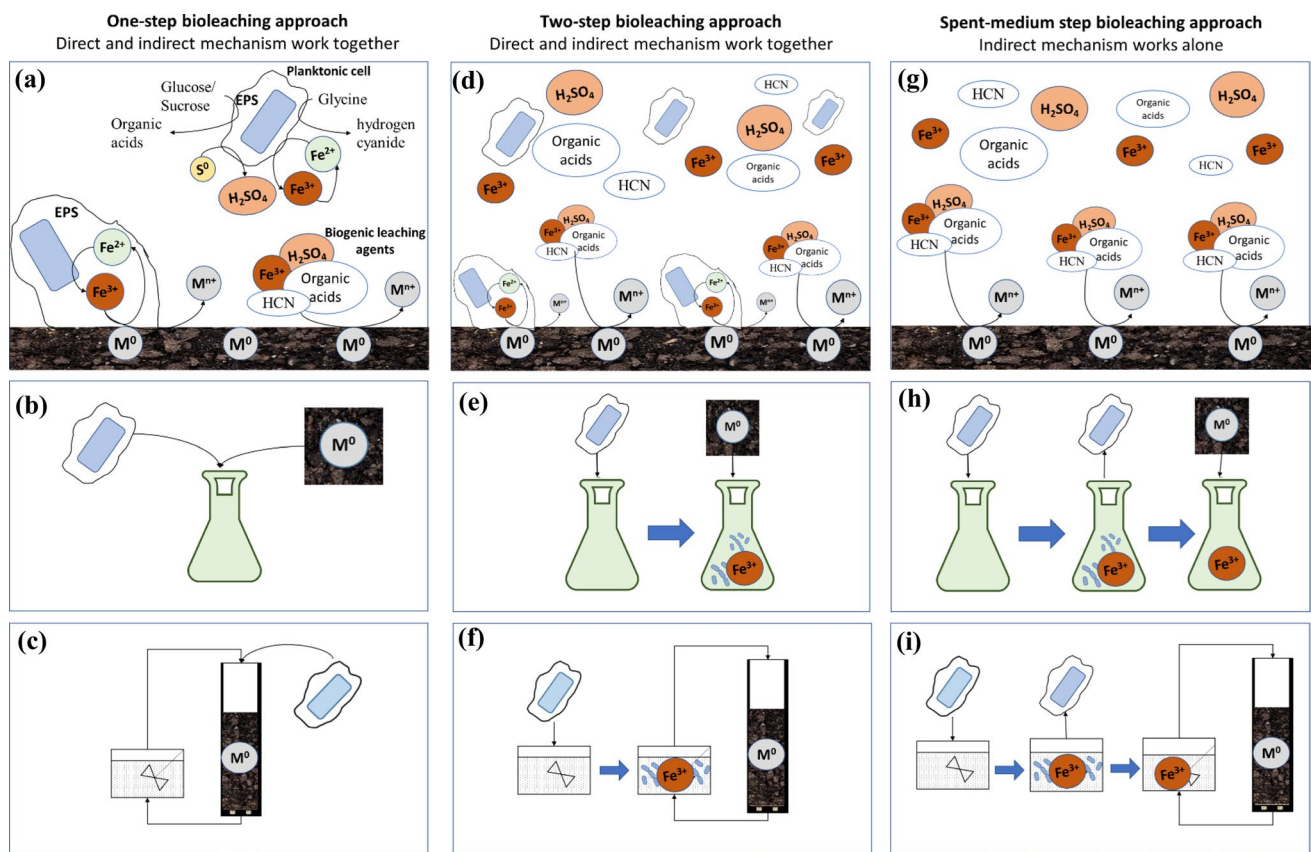 One-step bioleaching approach
Direct and indirect mechanism work together
Two-step bioleaching approach
Direct and indirect mechanism work together
Spent-medium step bioleaching approach
Indirect mechanism works alone
(a)
Planktonic cell
Glucose/
Sucrose
EPS
Glycine
Organic
acids
hydrogen
cyanide
S⁰
Fe²⁺
H₂SO₄
Fe³⁺
EPS
Fe²⁺
Fe³⁺
Mⁿ⁺
Biogenic leaching
agents
H₂SO₄
Fe³⁺
Organic
acids
HCN
Mⁿ⁺
M⁰
M⁰
M⁰
(d)
H₂SO₄
HCN
Organic
acids
H₂SO₄
Fe³⁺
Fe³⁺
Fe³⁺
Organic
acids
HCN
H₂SO₄
Fe³⁺
Organic
acids
HCN
H₂SO₄
Fe³⁺
Organic
acids
HCN
Fe²⁺
Fe³⁺
Mⁿ⁺
Mⁿ⁺
Fe²⁺
Fe³⁺
Mⁿ⁺
Mⁿ⁺
M⁰
M⁰
M⁰
M⁰
(g)
HCN
H₂SO₄
Organic
acids
H₂SO₄
Fe³⁺
Organic
acids
Fe³⁺
Fe³⁺
HCN
H₂SO₄
Fe³⁺
Organic
acids
HCN
H₂SO₄
Fe³⁺
Organic
acids
HCN
H₂SO₄
Fe³⁺
Organic
acids
HCN
Mⁿ⁺
Mⁿ⁺
Mⁿ⁺
M⁰
M⁰
M⁰
(b)
M⁰
(e)
M⁰
Fe³⁺
(h)
M⁰
Fe³⁺
Fe³⁺
(c)
M⁰
(f)
Fe³⁺
M⁰
(i)
Fe³⁺
Fe³⁺
M⁰